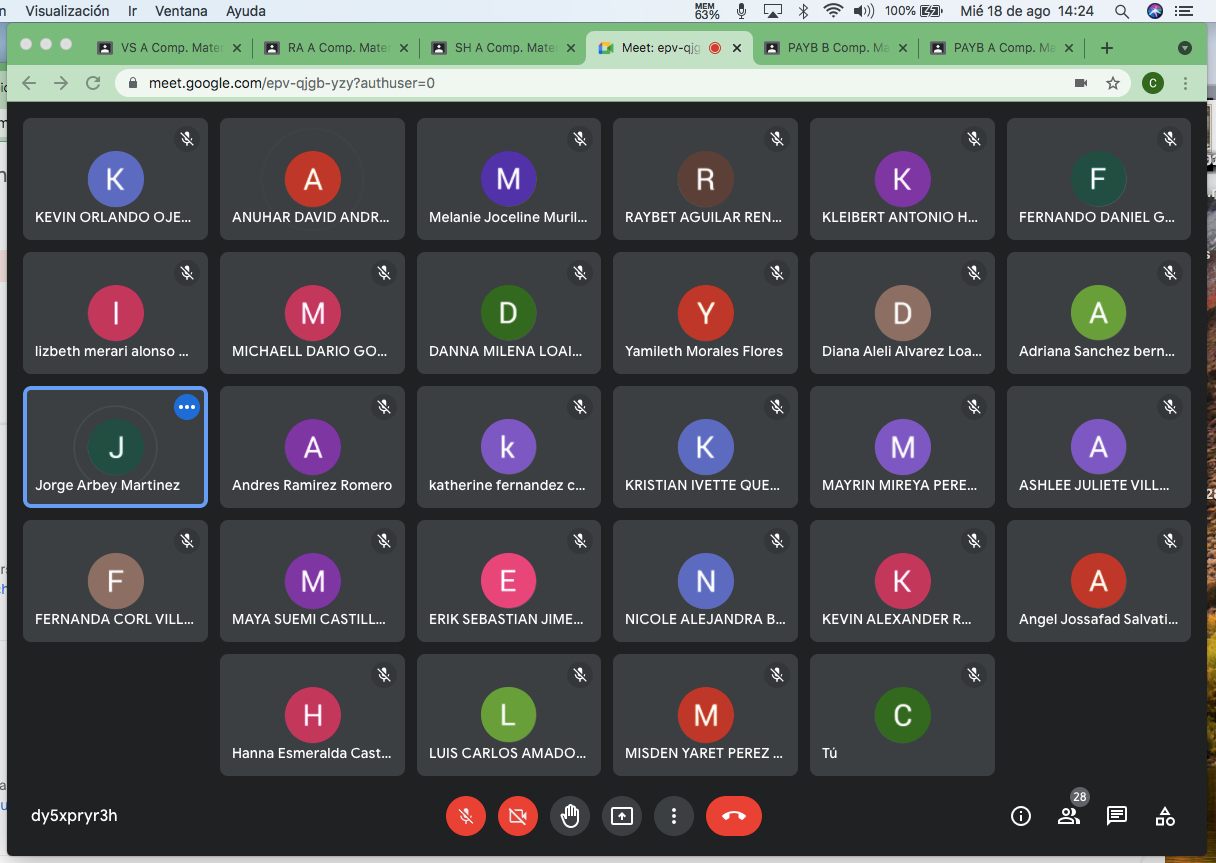 Visualización Ir Ventana Ayuda MEM 63% 100% Mié 18 de ago 14:24
VS A Comp. Mate RA A Comp. Mate SH A Comp. Mate Meet: epv-qjg PAYB B Comp. Ma PAYB A Comp. Ma
meet.google.com/epv-qjgb-yzy?authuser=0 C
K A M R K F
KEVIN ORLANDO OJE... ANUHAR DAVID ANDR... Melanie Joceline Muril... RAYBET AGUILAR REN... KLEIBERT ANTONIO H... FERNANDO DANIEL G...
l M D Y D A
lizbeth merari alonso ... MICHAELL DARIO GO... DANNA MILENA LOAI... Yamileth Morales Flores Diana Aleli Alvarez Loa... Adriana Sanchez bern...
J A k K M A
Jorge Arbey Martinez Andres Ramirez Romero katherine fernandez c... KRISTIAN IVETTE QUE... MAYRIN MIREYA PERE... ASHLEE JULIETE VILL...
F M E N K A
FERNANDA CORL VILL... MAYA SUEMI CASTILL... ERIK SEBASTIAN JIME... NICOLE ALEJANDRA B... KEVIN ALEXANDER R... Angel Jossafad Salvati...
H L M C
Hanna Esmeralda Cast... LUIS CARLOS AMADO... MISDEN YARET PEREZ ... Tú
dy5xpryr3h 28